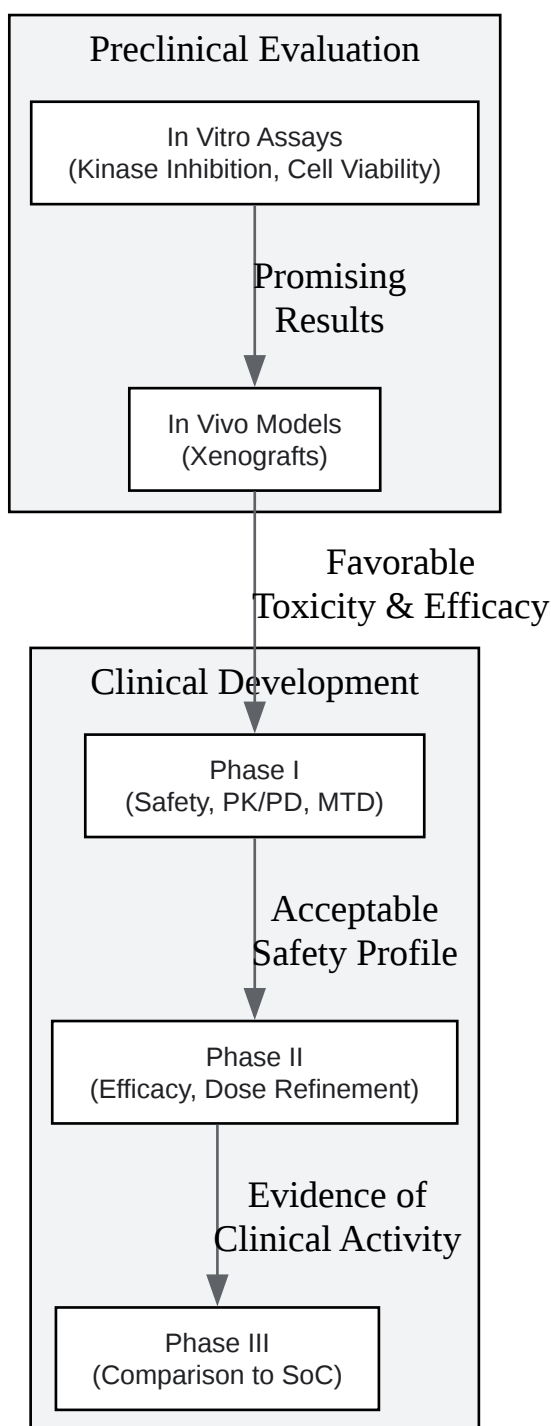 Preclinical Evaluation
In Vitro Assays
(Kinase Inhibition, Cell Viability)
Promising
Results
In Vivo Models
(Xenografts)
Favorable
Toxicity & Efficacy
Clinical Development
Phase I
(Safety, PK/PD, MTD)
Acceptable
Safety Profile
Phase II
(Efficacy, Dose Refinement)
Evidence of
Clinical Activity
Phase III
(Comparison to SoC)